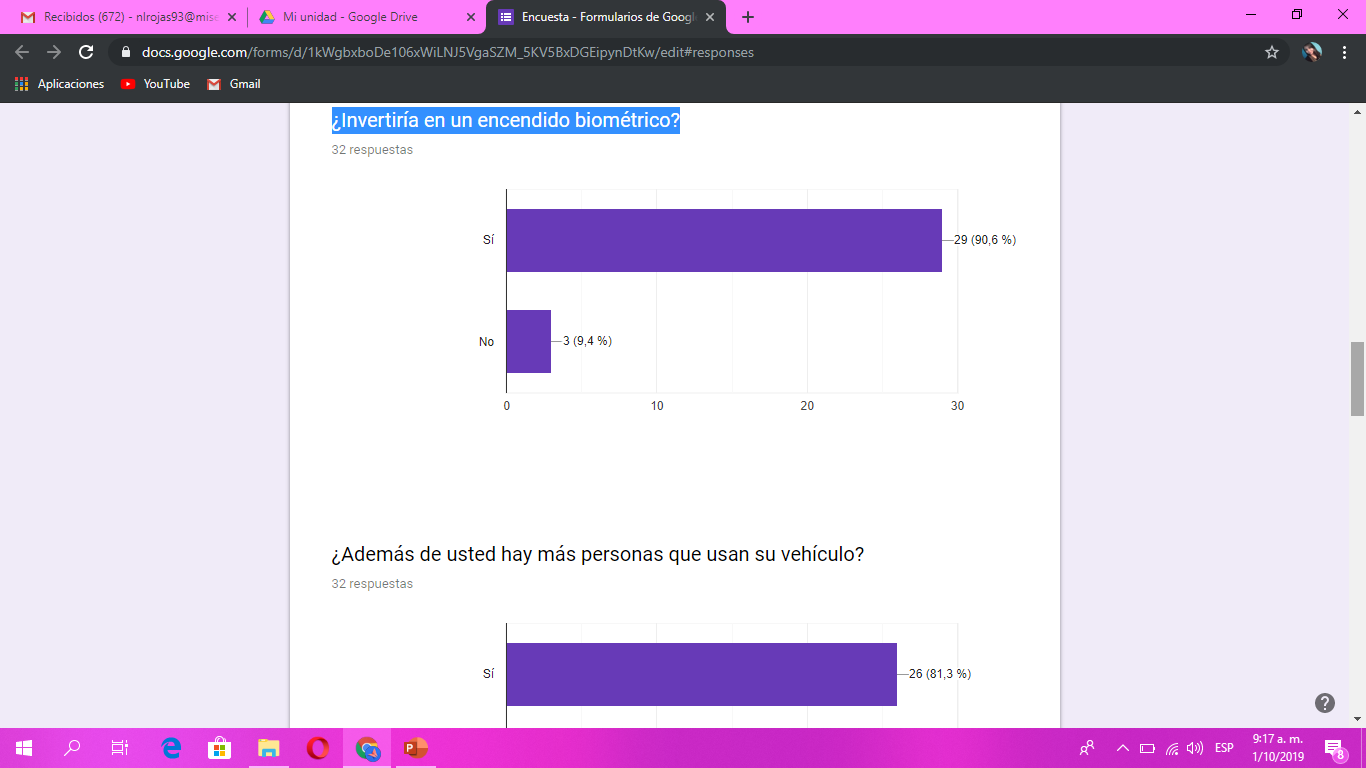 Recibidos (672) - nlrojas93@mise
Mi unidad - Google Drive
Encuesta - Formularios de Google
docs.google.com/forms/d/1kWgbxboDe106xWiLNJ5VgaSZM_5KV5BxDGEipynDtKw/edit#responses
Aplicaciones
YouTube
Gmail
¿Invertiría en un encendido biométrico?
32 respuestas
Sí
29 (90,6 %)
No
3 (9,4 %)
0 10 20 30
¿Además de usted hay más personas que usan su vehículo?
32 respuestas
Sí
26 (81,3 %)
ESP
9:17 a. m.
1/10/2019
8